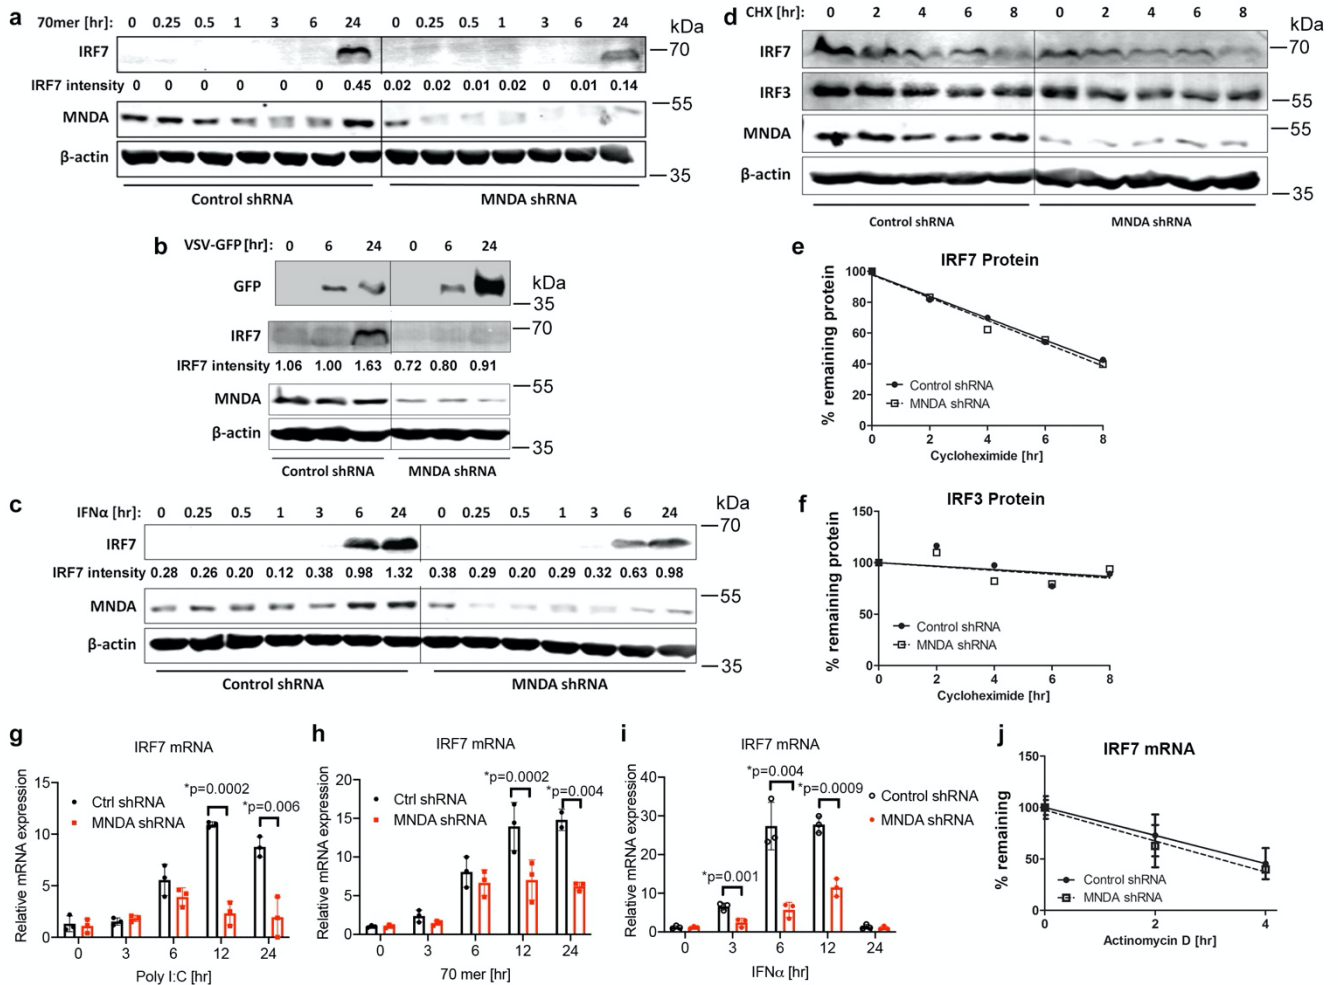 a
70mer [hr]: 0 0.25 0.5 1 3 6 24 0 0.25 0.5 1 3 6 24
kDa
IRF7
70
IRF7 intensity 0 0 0 0 0 0 0.45 0.02 0.02 0.01 0.02 0 0.01 0.14
MNDA
55
β-actin
35
Control shRNA MNDA shRNA
b
VSV-GFP [hr]: 0 6 24 0 6 24
GFP
kDa
35
IRF7
70
IRF7 intensity 1.06 1.00 1.63 0.72 0.80 0.91
MNDA
55
β-actin
35
Control shRNA MNDA shRNA
c
IFNα [hr]: 0 0.25 0.5 1 3 6 24 0 0.25 0.5 1 3 6 24
kDa
70
IRF7
IRF7 intensity 0.28 0.26 0.20 0.12 0.38 0.98 1.32 0.38 0.29 0.20 0.29 0.32 0.63 0.98
MNDA
55
β-actin
35
Control shRNA MNDA shRNA
d
CHX [hr]: 0 2 4 6 8 0 2 4 6 8
kDa
IRF7
70
IRF3
55
MNDA
55
β-actin
35
Control shRNA MNDA shRNA
e
IRF7 Protein
% remaining protein
100
80
60
40
20
0
Control shRNA
MNDA shRNA
0 2 4 6 8
Cycloheximide [hr]
f
IRF3 Protein
% remaining protein
150
100
50
0
Control shRNA
MNDA shRNA
0 2 4 6 8
Cycloheximide [hr]
g
IRF7 mRNA
Relative mRNA expression
15
10
5
0
Ctrl shRNA
MNDA shRNA
*p=0.0002
*p=0.006
0 3 6 12 24
Poly I:C [hr]
h
IRF7 mRNA
Relative mRNA expression
20
15
10
5
0
Ctrl shRNA
MNDA shRNA
*p=0.0002
*p=0.004
0 3 6 12 24
70 mer [hr]
i
IRF7 mRNA
Relative mRNA expression
40
30
20
10
0
*p=0.001
*p=0.004
*p=0.0009
Control shRNA
MNDA shRNA
0 3 6 12 24
IFNα [hr]
j
IRF7 mRNA
% remaining
150
100
50
0
Control shRNA
MNDA shRNA
0 2 4
Actinomycin D [hr]